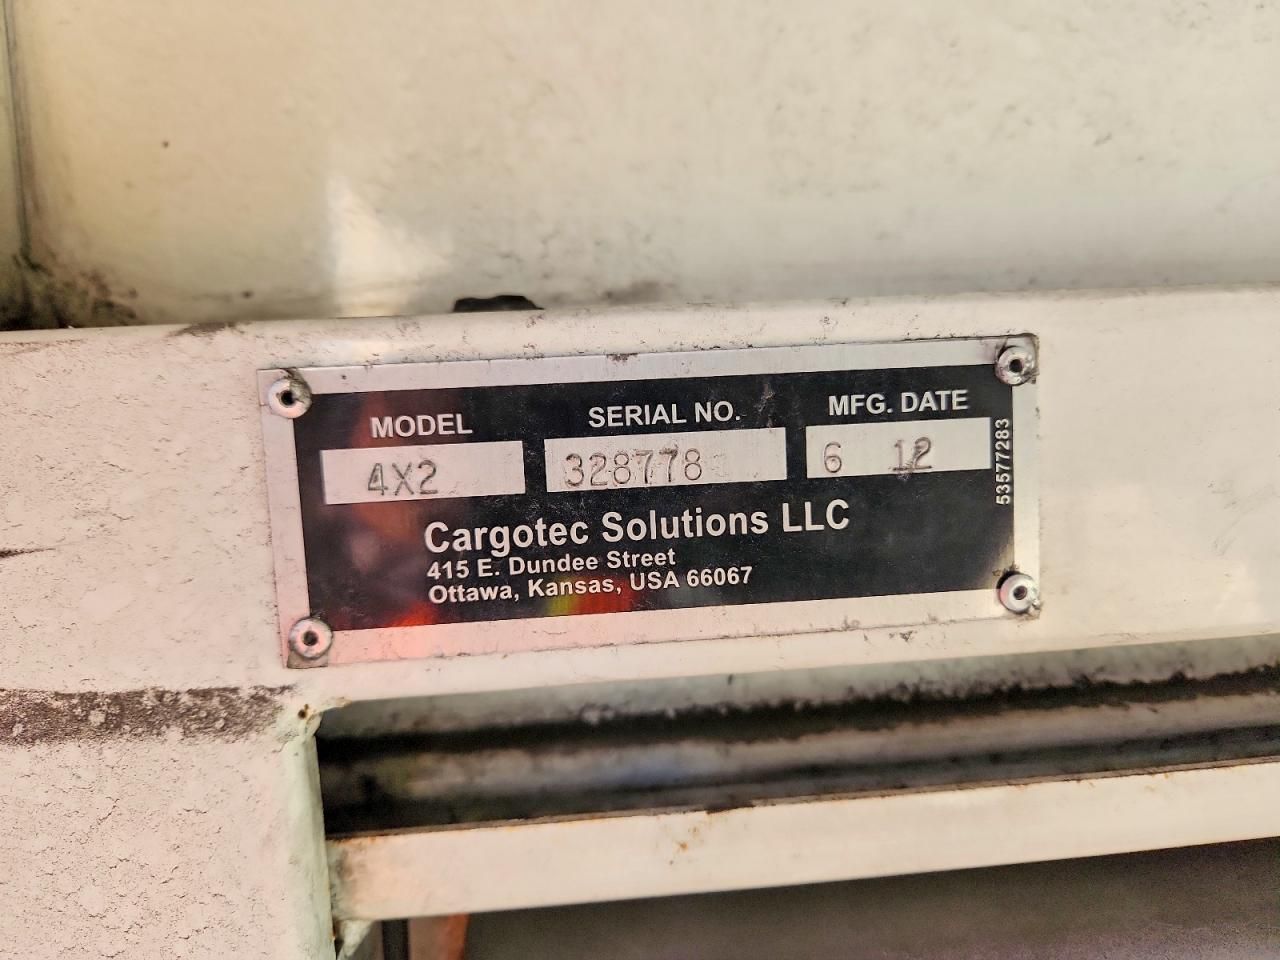 MODEL SERIAL NO. MFG. DATE
4X2 328778 6 12
Cargotec Solutions LLC
415 E. Dundee Street
Ottawa, Kansas, USA 66067
53577283